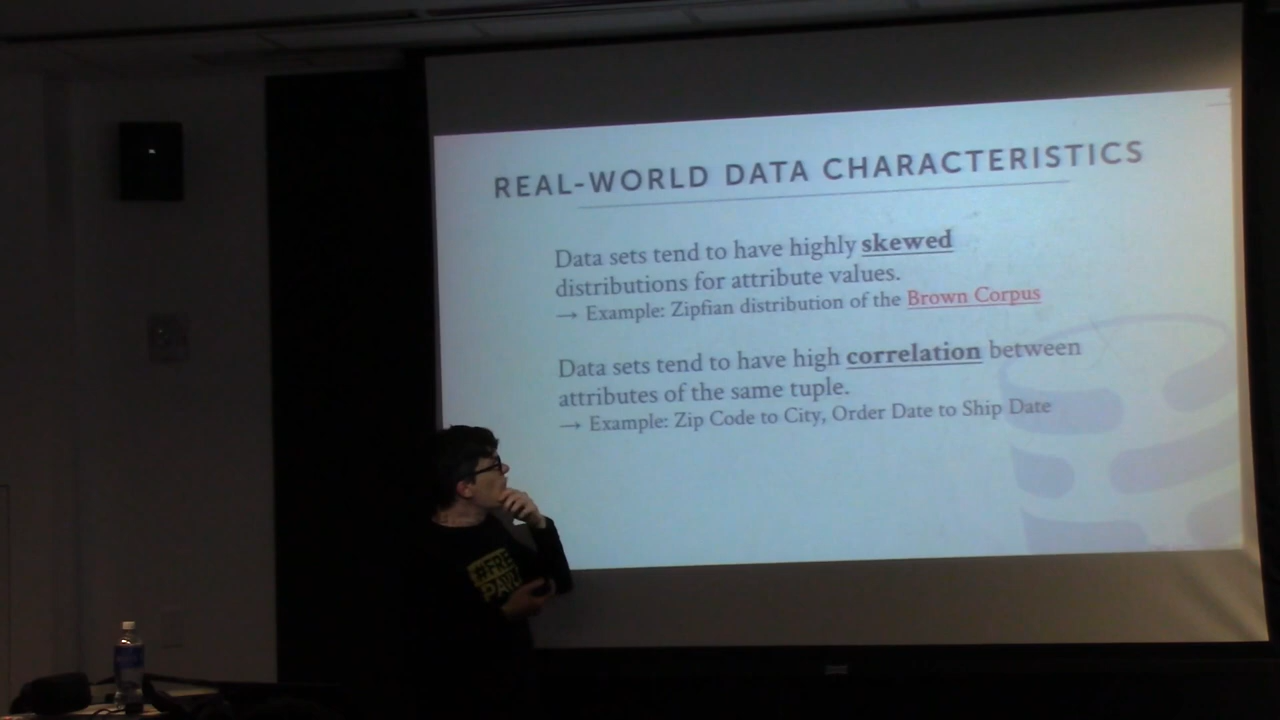 REAL-WORLD DATA CHARACTERISTICS
Data sets tend to have highly skewed
distributions for attribute values.
→ Example: Zipfian distribution of the Brown Corpus
Data sets tend to have high correlation between
attributes of the same tuple.
→ Example: Zip Code to City, Order Date to Ship Date